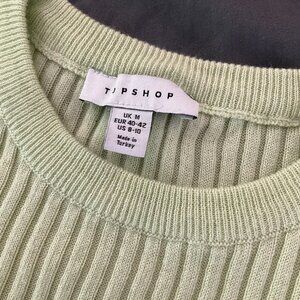 TOPSHOP
UK M
EUR 40-42
US 8-10
Made in
Turkey